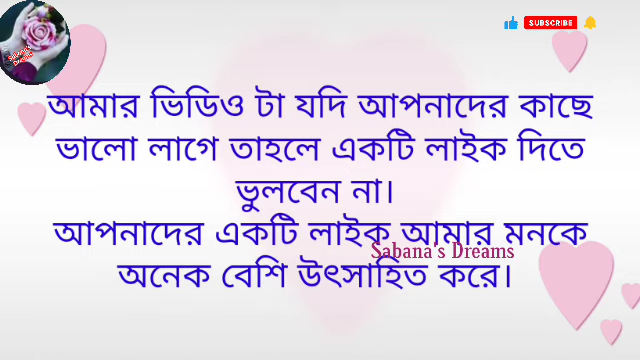 SUBSCRIBE
আমার ভিডিও টা যদি আপনাদের কাছে
ভালো লাগে তাহলে একটি লাইক দিতে
ভুলবেন না।
আপনাদের একটি লাইক আমার মনকে
Sabana's Dreams
অনেক বেশি উৎসাহিত করে।